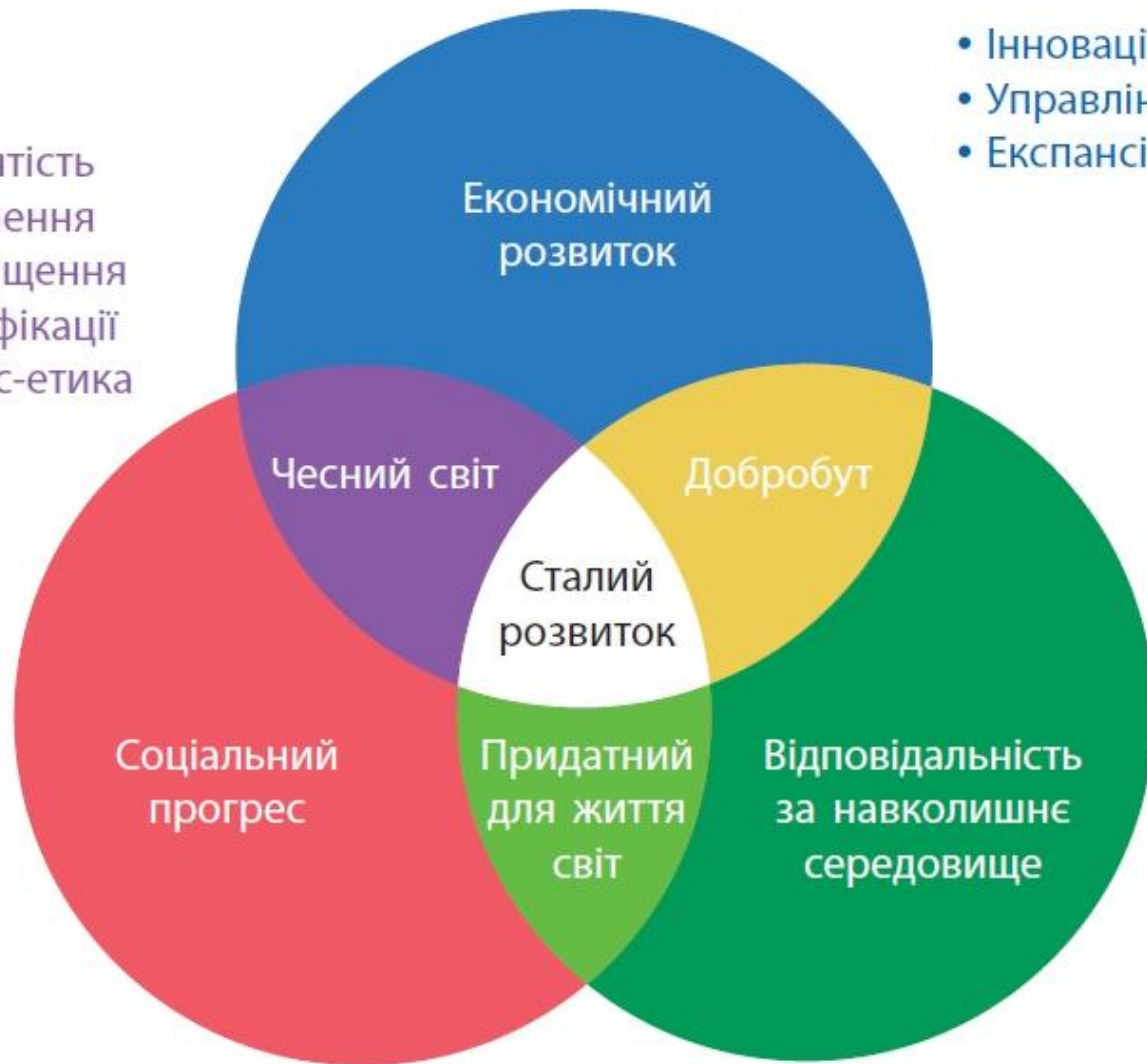 • Інноваці
• Управлін
• Експансі
тість
ення
щення
фікації
с-етика
Економічний
розвиток
Чесний світ
Добробут
Сталий
розвиток
Соціальний
прогрес
Придатний
для життя
світ
Відповідальність
за навколишнє
середовище